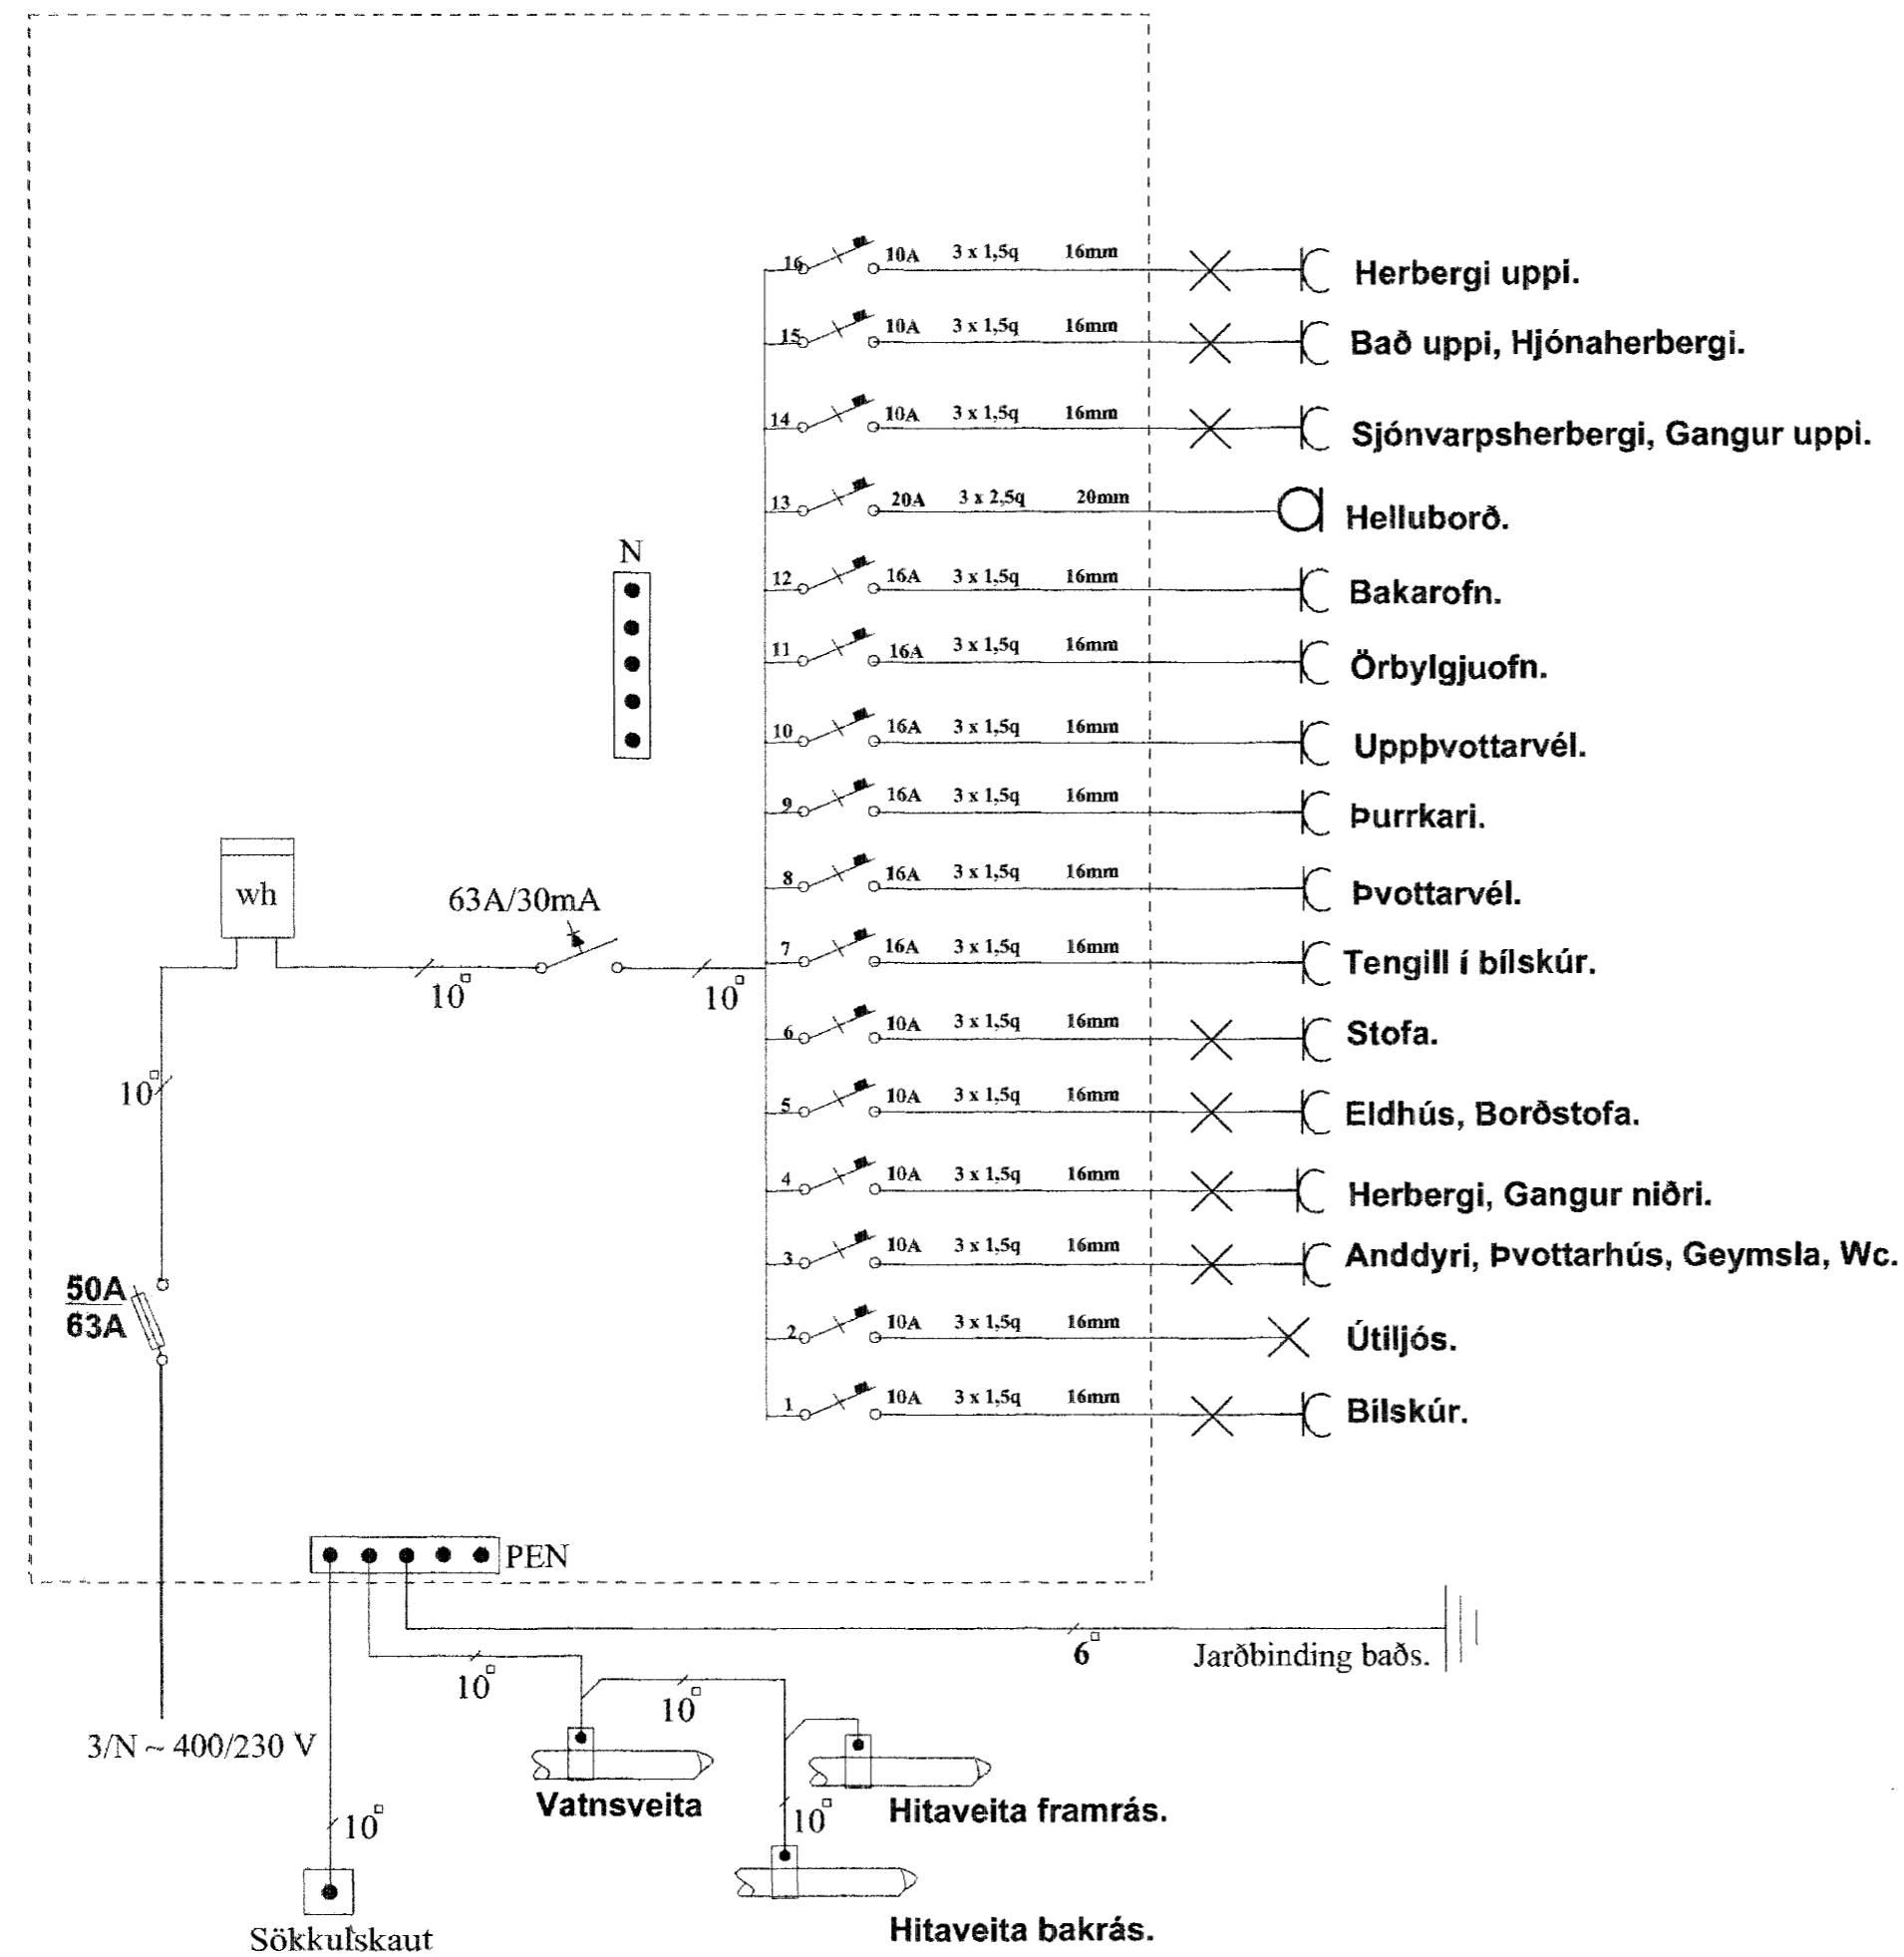 16 10A 3 x 1,5q 16mm Herbergi uppi.
15 10A 3 x 1,5q 16mm Bað uppi, Hjónaherbergi.
14 10A 3 x 1,5q 16mm Sjónvarpsherbergi, Gangur uppi.
13 20A 3 x 2,5q 20mm Helluborð.
N
12 16A 3 x 1,5q 16mm Bakarofn.
11 16A 3 x 1,5q 16mm Örbylgjuofn.
10 16A 3 x 1,5q 16mm Uppþvottarvél.
9 16A 3 x 1,5q 16mm Þurrkari.
8 16A 3 x 1,5q 16mm Þvottarvél.
wh
63A/30mA
7 16A 3 x 1,5q 16mm Tengill í bílskúr.
10□ 10□
6 10A 3 x 1,5q 16mm Stofa.
10□
5 10A 3 x 1,5q 16mm Eldhús, Borðstofa.
4 10A 3 x 1,5q 16mm Herbergi, Gangur niðri.
3 10A 3 x 1,5q 16mm Anddyri, Þvottarhús, Geymsla, Wc.
50A
63A
2 10A 3 x 1,5q 16mm Útiljós.
1 10A 3 x 1,5q 16mm Bílskúr.
PEN
6□ Jarðbinding baðs.
10□ 10□
3/N ~ 400/230 V
Vatnsveita
10□ 10□ Hitaveita framrás.
Hitaveita bakrás.
Sökkulskaut